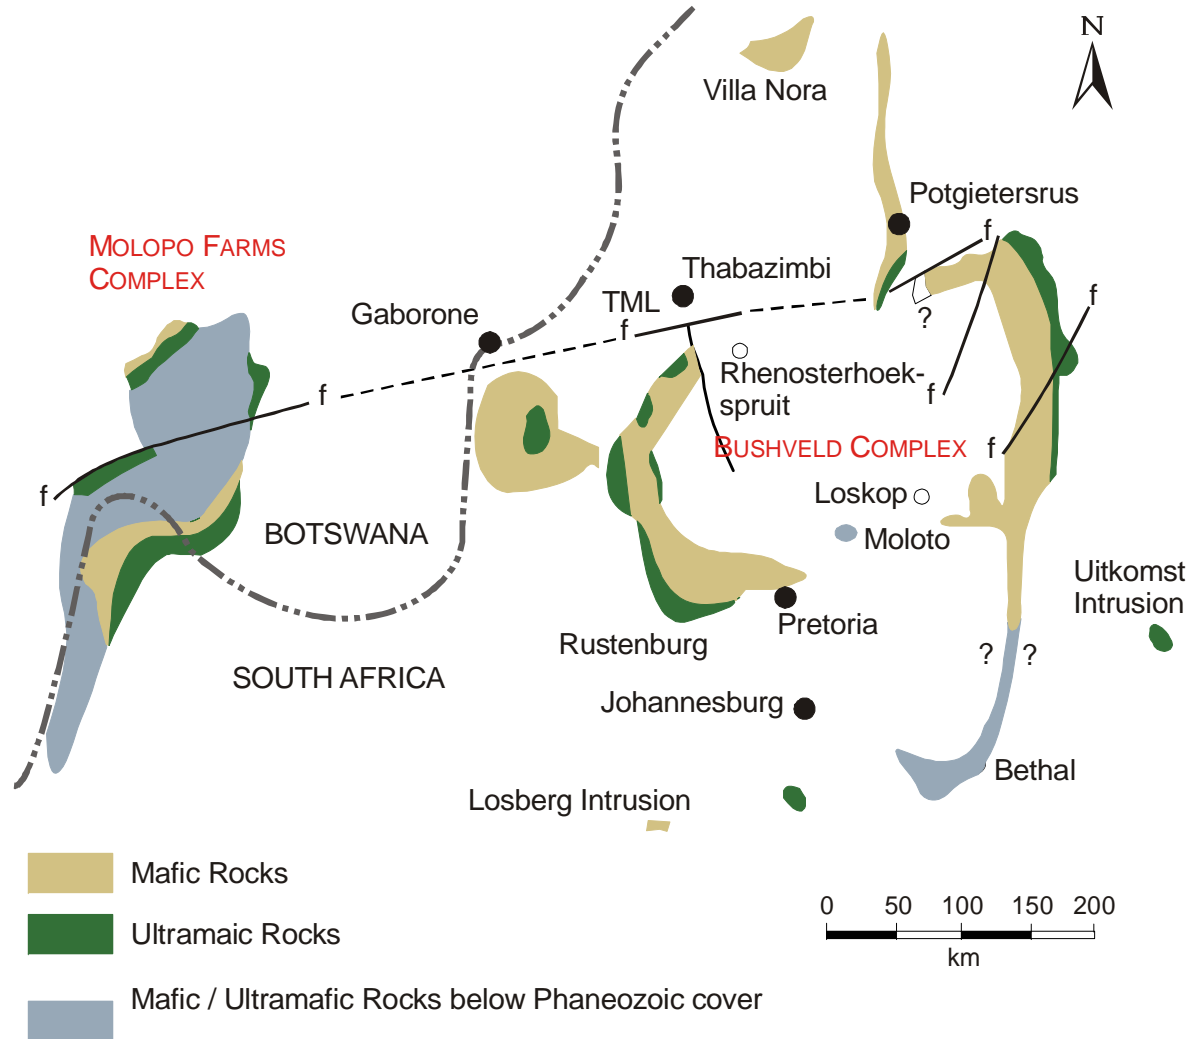 N
Villa Nora
Potgietersrus
f
MOLOPO FARMS
COMPLEX
Thabazimbi
TML
f
Gaborone
f
?
Rhenosterhoek-
spruit
f
f
BUSHVELD COMPLEX
f
f
Loskop
BOTSWANA
Moloto
Uitkomst
Intrusion
Pretoria
Rustenburg
? ?
SOUTH AFRICA
Johannesburg
Bethal
Losberg Intrusion
Mafic Rocks
Ultramaic Rocks
Mafic / Ultramafic Rocks below Phaneozoic cover
0 50 100 150 200
km